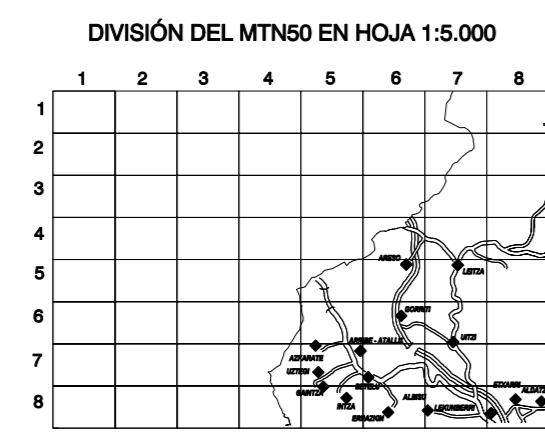 DIVISIÓN DEL MTN50 EN HOJA 1:5.000
1 2 3 4 5 6 7 8
1
2
3
4
ARESO
5
LEITZA
6
GORRITI
UITZI
ARRIBE - ATALLU
7
AZKARATE
UZTEGI
BETELU
ETXARRI
GAINTZA
ALDATZ
8
INTZA
ALBISU
LEKUNBERRI
ERRAZKIN